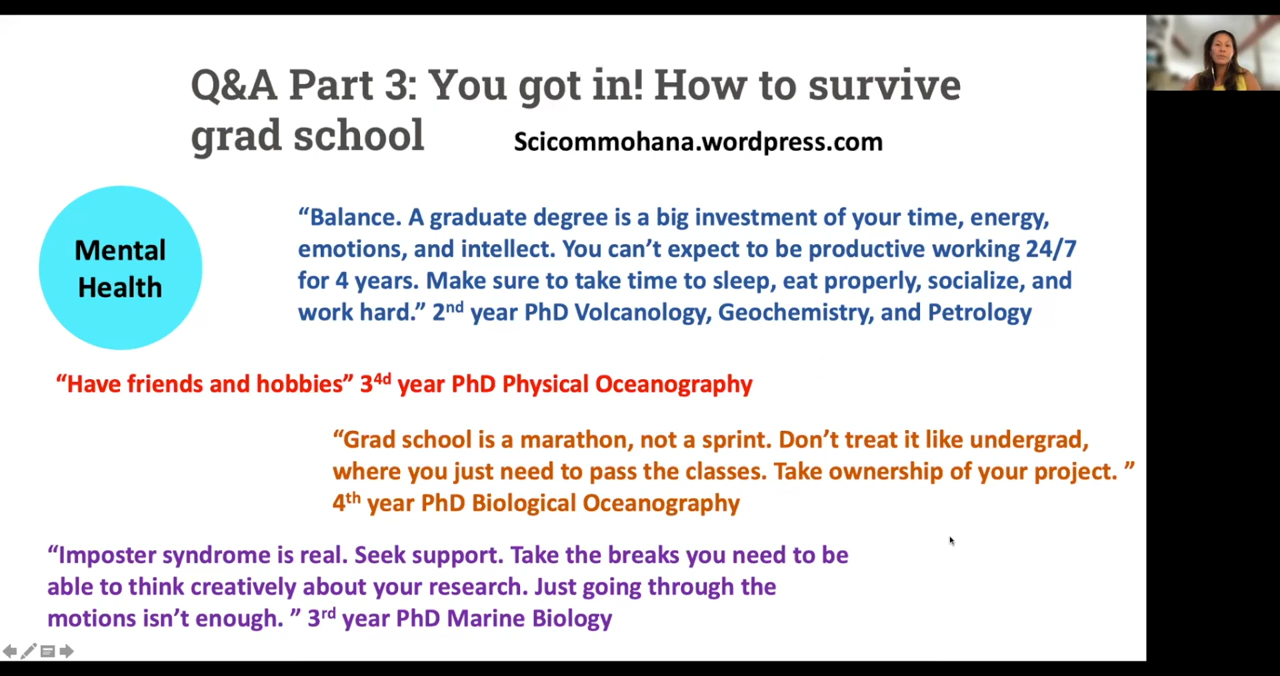 Q&A Part 3: You got in! How to survive
grad school
Scicommohana.wordpress.com
Mental
Health
“Balance. A graduate degree is a big investment of your time, energy,
emotions, and intellect. You can’t expect to be productive working 24/7
for 4 years. Make sure to take time to sleep, eat properly, socialize, and
work hard.” 2nd year PhD Volcanology, Geochemistry, and Petrology
“Have friends and hobbies” 34d year PhD Physical Oceanography
“Grad school is a marathon, not a sprint. Don’t treat it like undergrad,
where you just need to pass the classes. Take ownership of your project. ”
4th year PhD Biological Oceanography
“Imposter syndrome is real. Seek support. Take the breaks you need to be
able to think creatively about your research. Just going through the
motions isn’t enough. ” 3rd year PhD Marine Biology